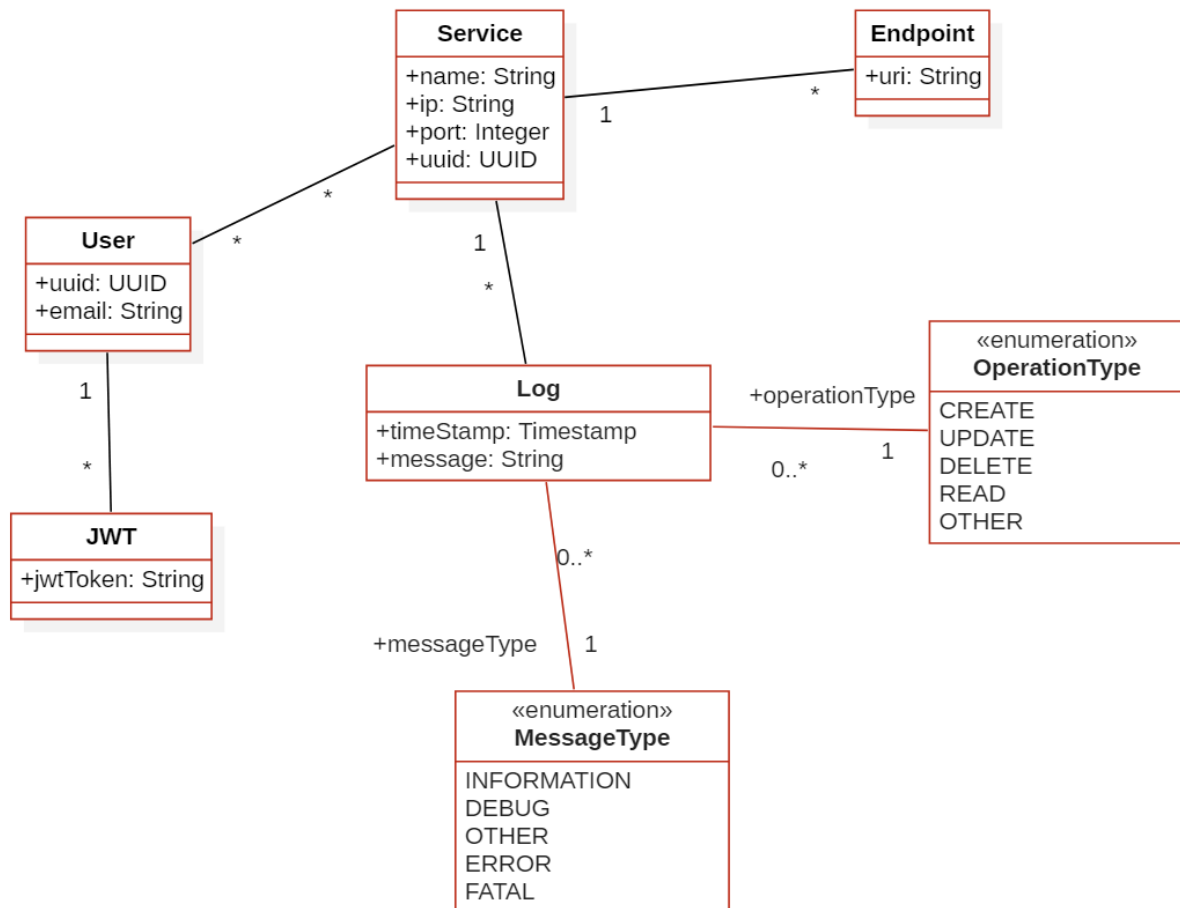 Service
+name: String
+ip: String
+port: Integer
+uuid: UUID
Endpoint
+uri: String
1
*
*
*
User
+uuid: UUID
+email: String
1
*
1
*
JWT
+jwtToken: String
Log
+timeStamp: Timestamp
+message: String
+operationType
1
0..*
«enumeration»
OperationType
CREATE
UPDATE
DELETE
READ
OTHER
0..*
+messageType
1
«enumeration»
MessageType
INFORMATION
DEBUG
OTHER
ERROR
FATAL